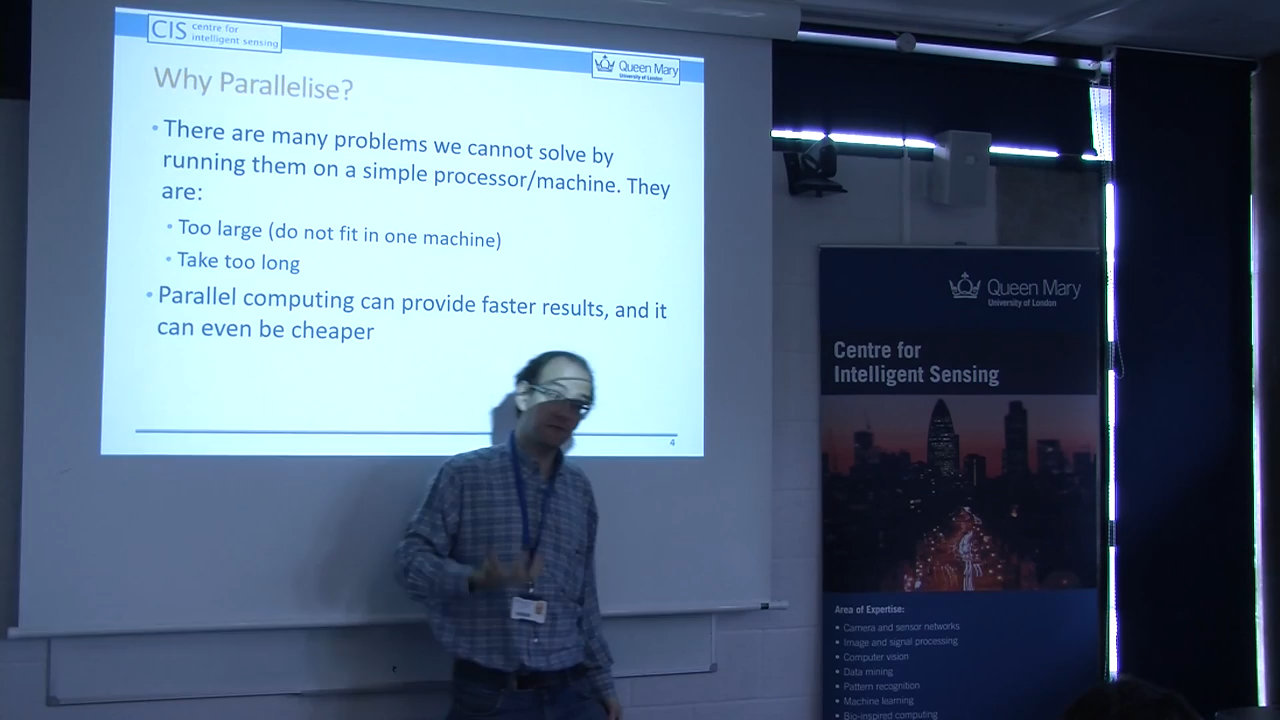 CIS centre for
intelligent sensing
Queen Mary
University of London
Why Parallelise?
• There are many problems we cannot solve by
running them on a simple processor/machine. They
are:
• Too large (do not fit in one machine)
• Take too long
• Parallel computing can provide faster results, and it
can even be cheaper
4
Queen Mary
University of London
Centre for
Intelligent Sensing
Area of Expertise:
• Camera and sensor networks
• Image and signal processing
• Computer vision
• Data mining
• Pattern recognition
• Machine learning
• Bio-inspired computing